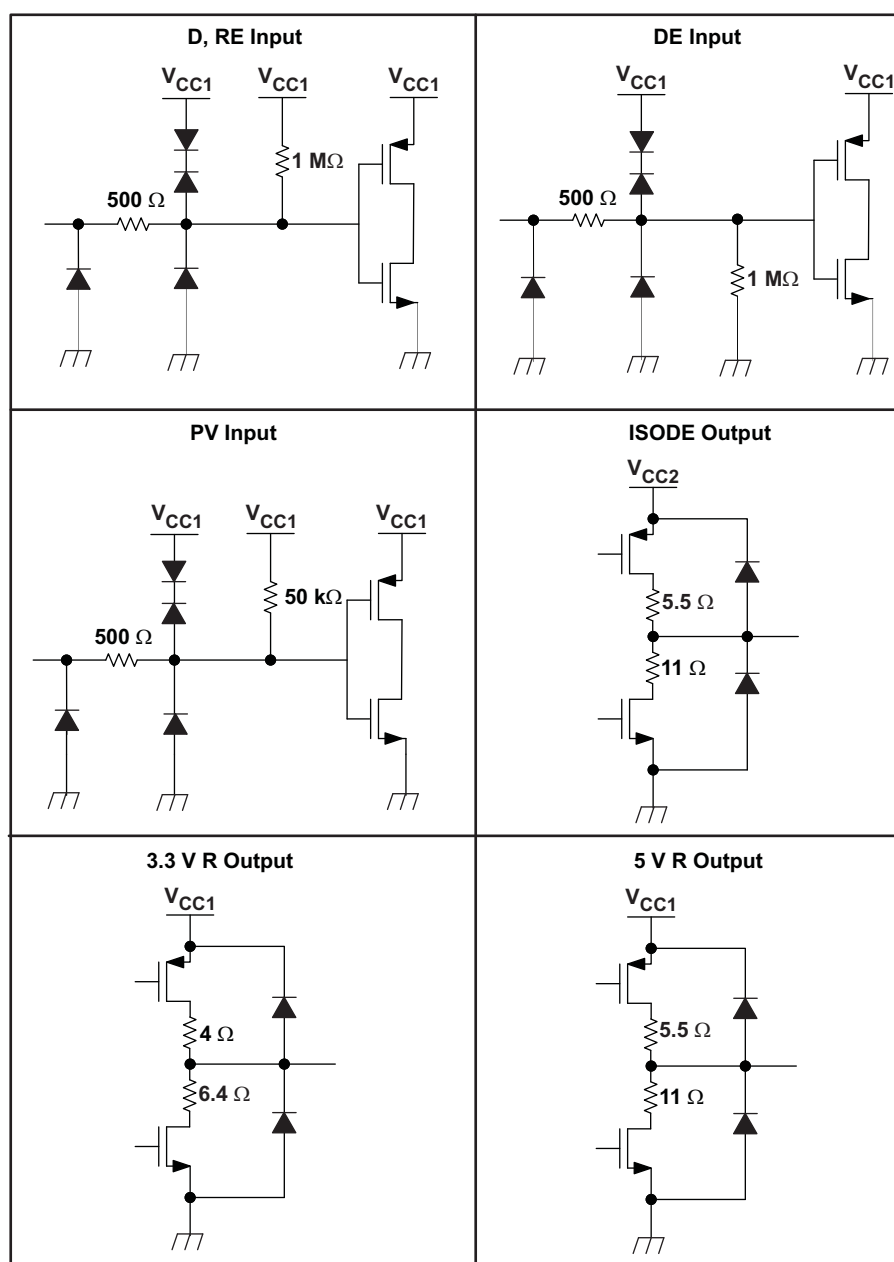 D, RE Input
VCC1
VCC1
VCC1
1 MΩ
500 Ω
DE Input
VCC1
VCC1
500 Ω
1 MΩ
PV Input
VCC1
VCC1
VCC1
50 kΩ
500 Ω
ISODE Output
VCC2
5.5 Ω
11 Ω
3.3 V R Output
VCC1
4 Ω
6.4 Ω
5 V R Output
VCC1
5.5 Ω
11 Ω